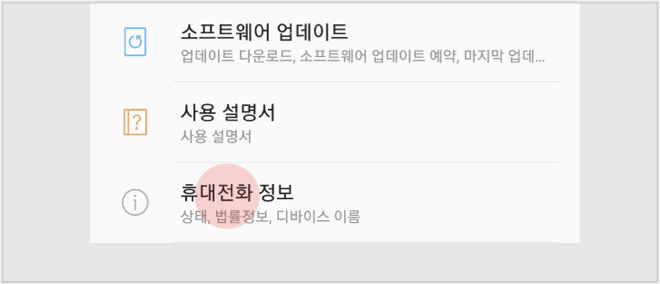 소프트웨어 업데이트
업데이트 다운로드, 소프트웨어 업데이트 예약, 마지막 업데...
사용 설명서
사용 설명서
휴대전화 정보
상태, 법률정보, 디바이스 이름